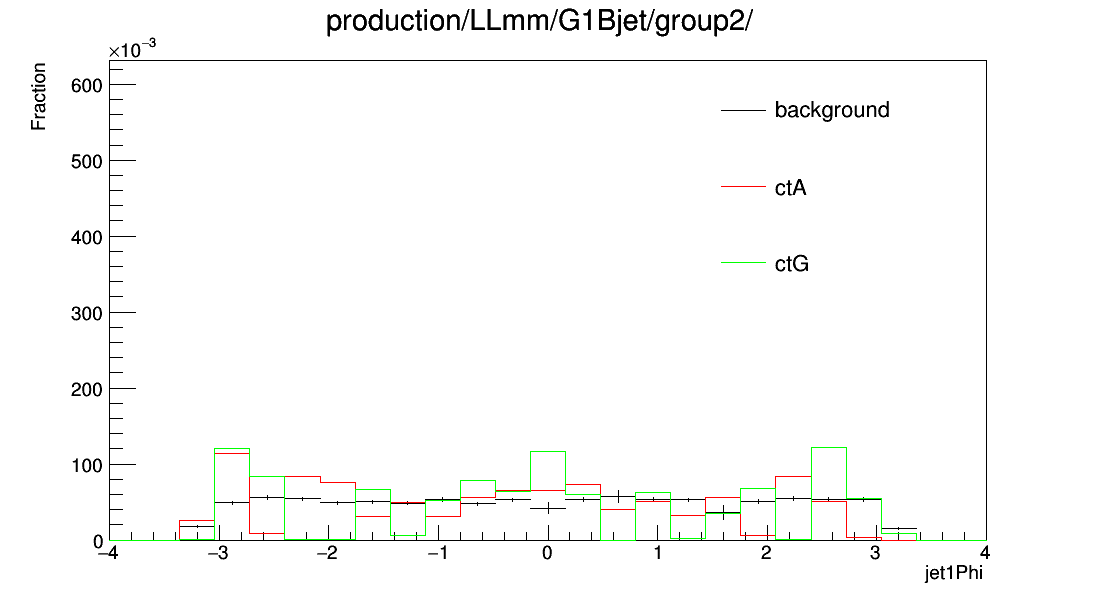 production/LLmm/G1Bjet/group2/
×10−3
Fraction
600
500
400
300
200
100
0
background
ctA
ctG
−4 −3 −2 −1 0 1 2 3 4
jet1Phi